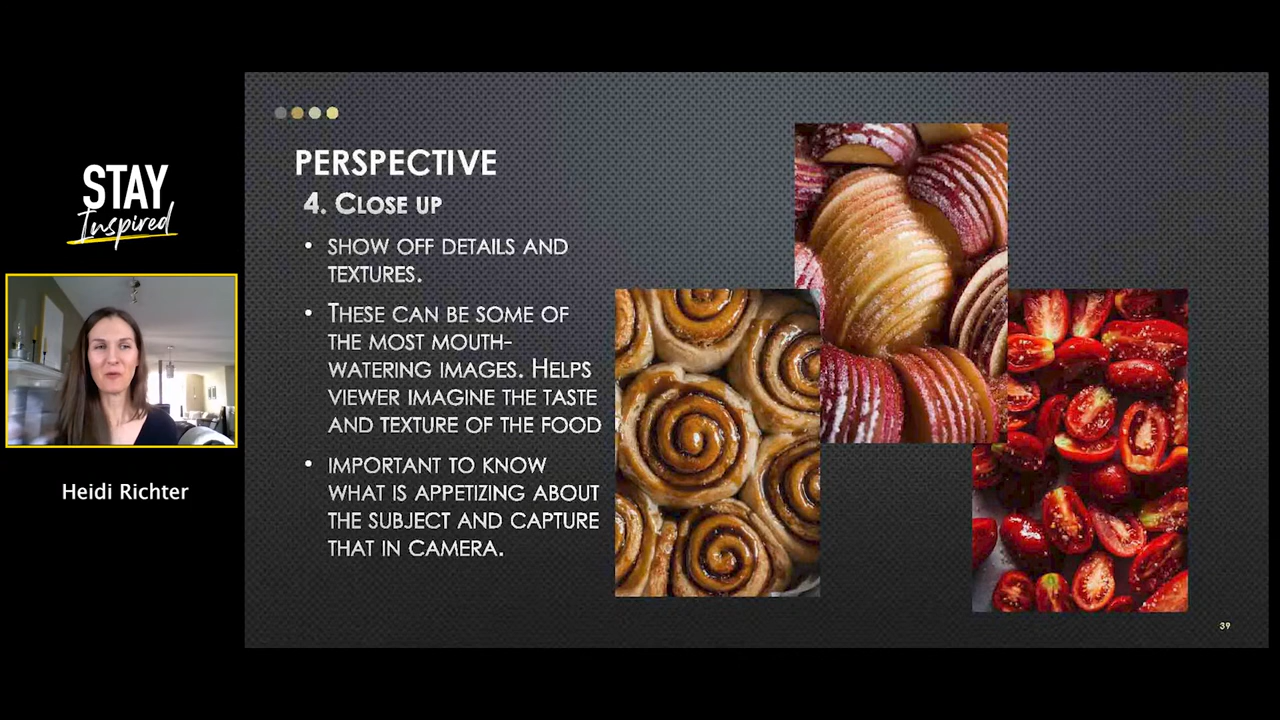 STAY
Inspired
Heidi Richter
PERSPECTIVE
4. CLOSE UP
• SHOW OFF DETAILS AND
TEXTURES.
• THESE CAN BE SOME OF
THE MOST MOUTH-
WATERING IMAGES. HELPS
VIEWER IMAGINE THE TASTE
AND TEXTURE OF THE FOOD
• IMPORTANT TO KNOW
WHAT IS APPETIZING ABOUT
THE SUBJECT AND CAPTURE
THAT IN CAMERA.
39